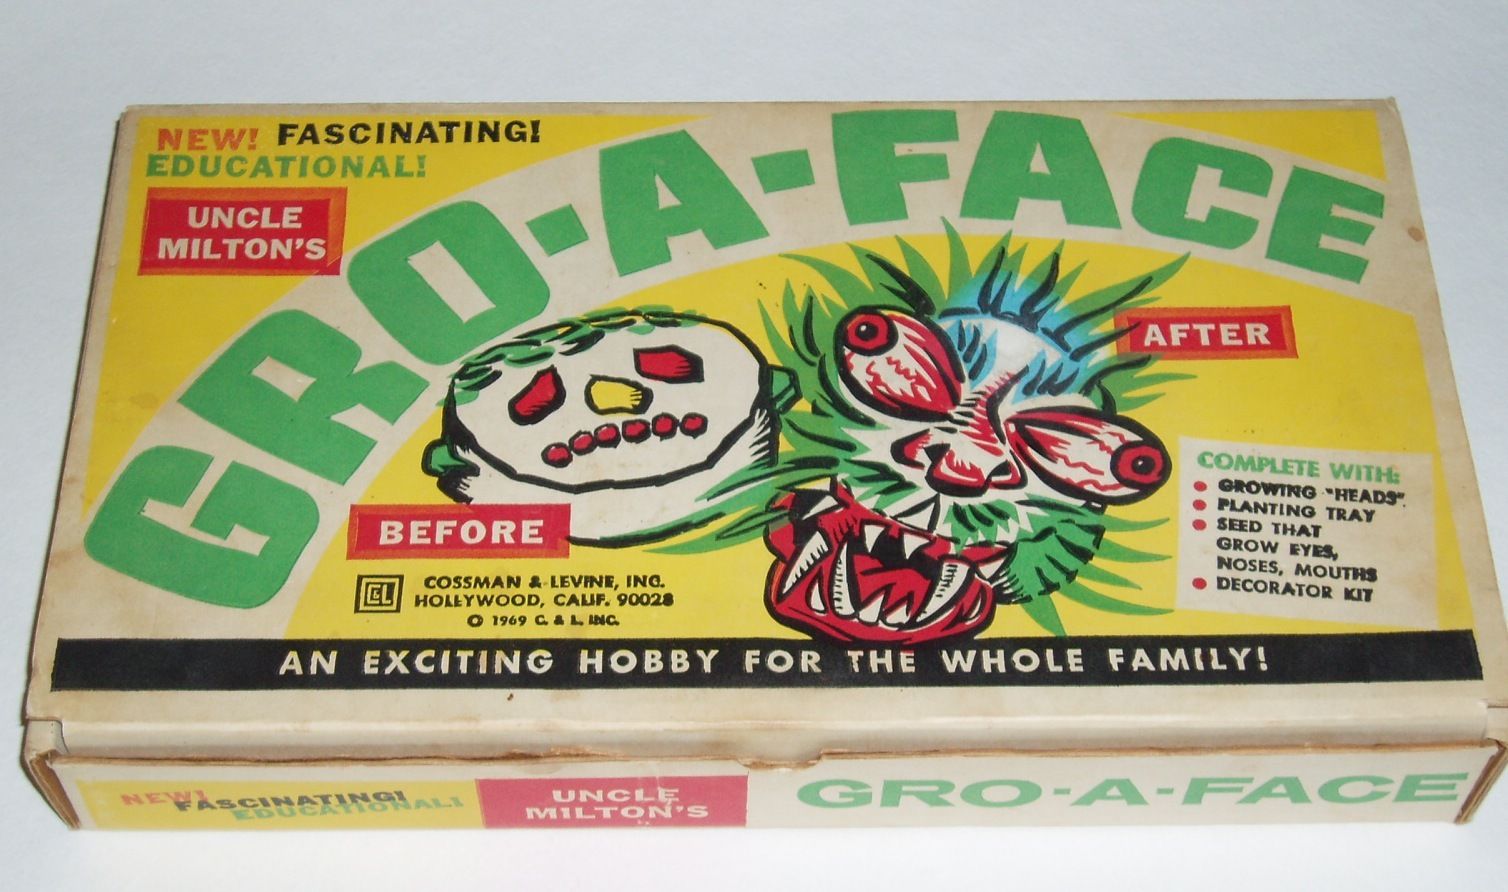 NEW! FASCINATING!
EDUCATIONAL!
UNCLE
MILTON'S
GRO-A-FACE
BEFORE
AFTER
COMPLETE WITH:
• GROWING "HEADS"
• PLANTING TRAY
• SEED THAT
GROW EYES,
NOSES, MOUTHS
• DECORATOR KIT
C&L
COSSMAN & LEVINE, INC.
HOLLYWOOD, CALIF. 90028
© 1969 C. & L. INC.
AN EXCITING HOBBY FOR THE WHOLE FAMILY!
NEW!
FASCINATING!
EDUCATIONAL!
UNCLE
MILTON'S
GRO-A-FACE